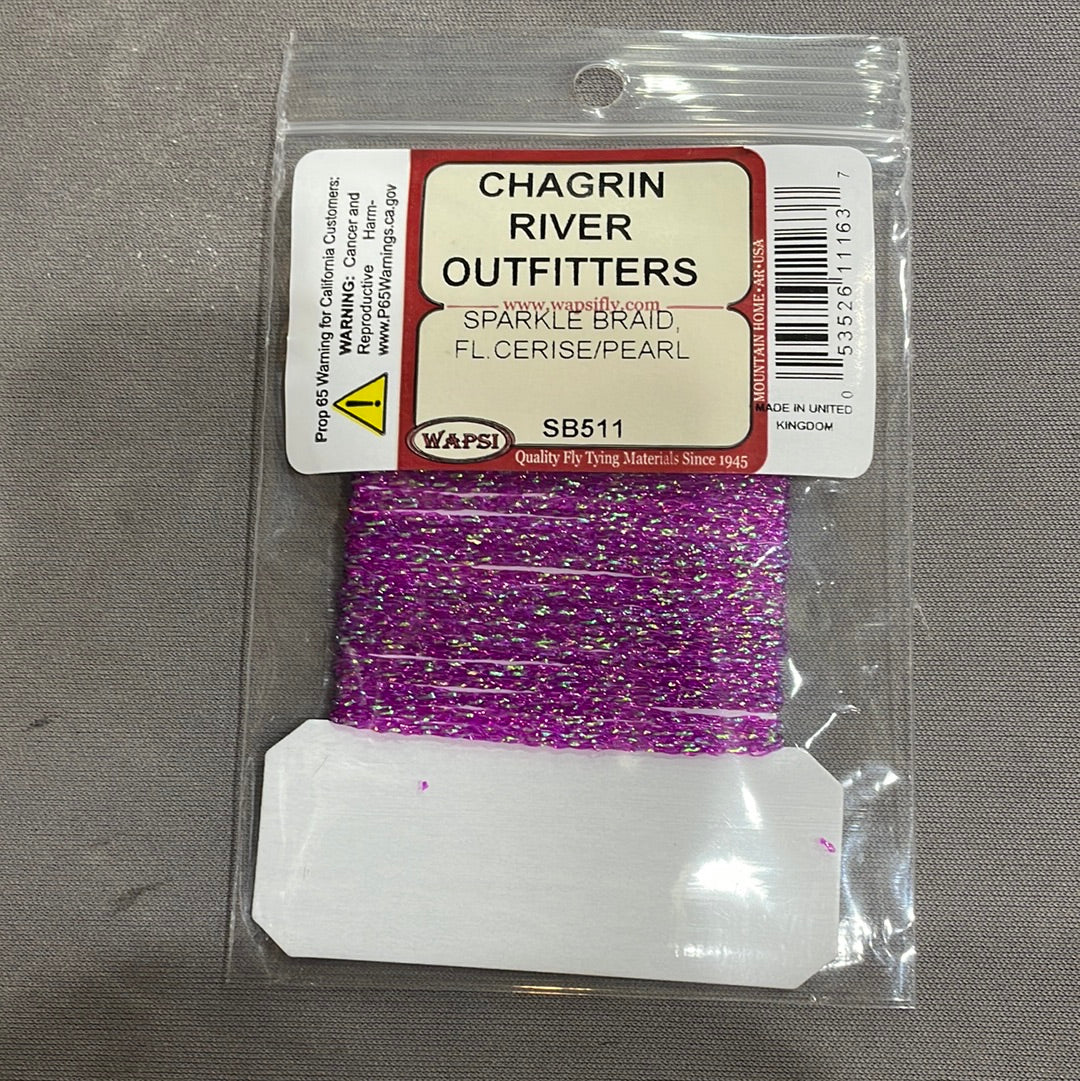 Prop 65 Warning for California Customers:
WARNING: Cancer and
Reproductive Harm-
www.P65Warnings.ca.gov
CHAGRIN
RIVER
OUTFITTERS
www.wapsifly.com
SPARKLE BRAID,
FL.CERISE/PEARL
SB511
WAPSI
Quality Fly Tying Materials Since 1945
MOUNTAIN HOME•AR•USA
0 53526 11163 7
MADE IN UNITED
KINGDOM